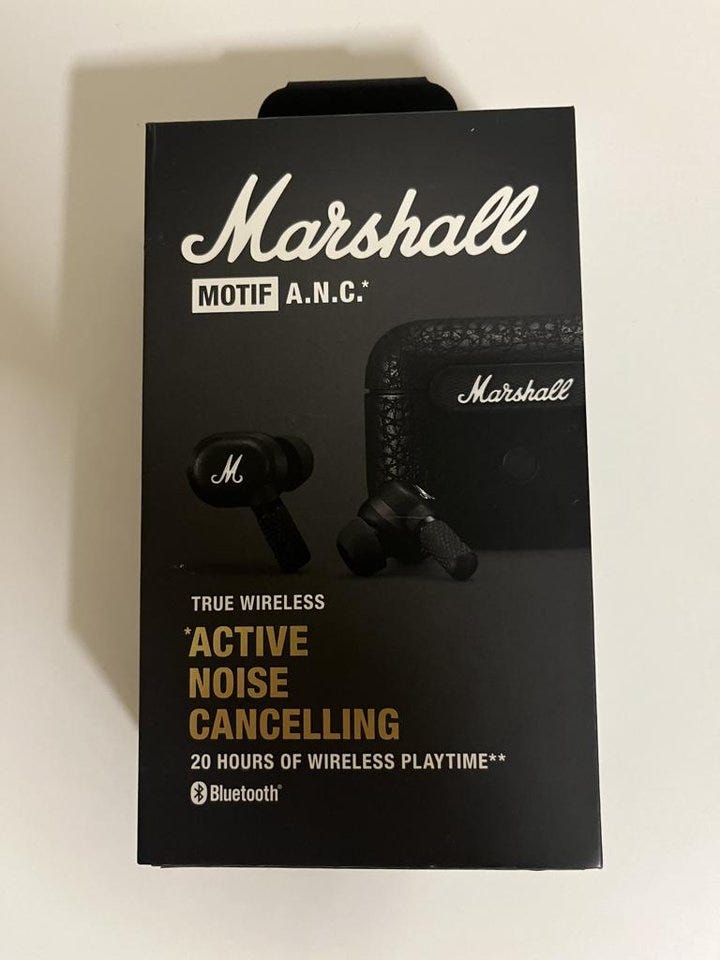 Marshall
MOTIF A.N.C.*
Marshall
M
TRUE WIRELESS
*ACTIVE
NOISE
CANCELLING
20 HOURS OF WIRELESS PLAYTIME**
Bluetooth®